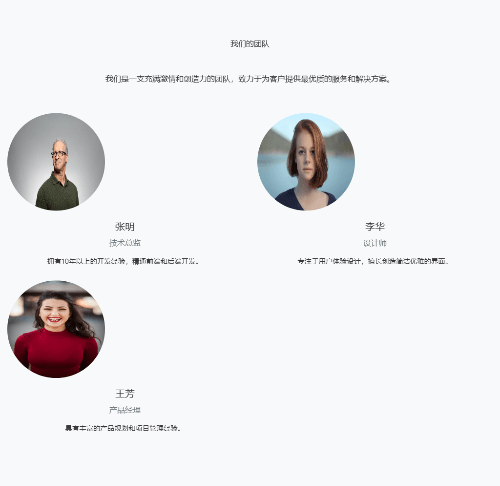 我们的团队
我们是一支充满激情和创造力的团队，致力于为客户提供最优质的服务和解决方案。
张明
技术总监
拥有10年以上的开发经验，精通前端和后端开发。
李华
设计师
专注于用户体验设计，擅长创造简洁优雅的界面。
王芳
产品经理
具有丰富的产品规划和项目管理经验。